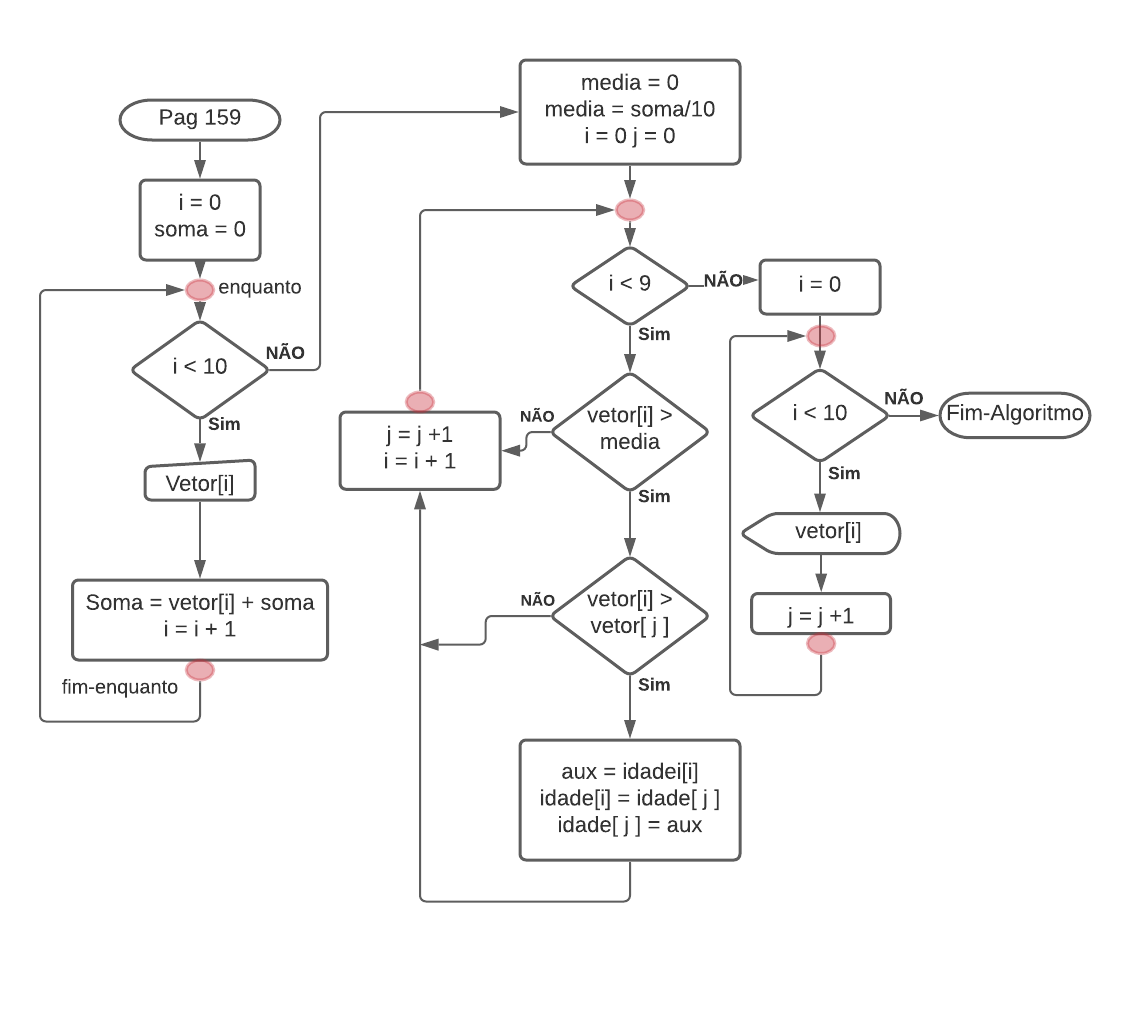 Pag 159
i = 0
soma = 0
enquanto
i < 10
NÃO
Sim
Vetor[i]
Soma = vetor[i] + soma
i = i + 1
fim-enquanto
media = 0
media = soma/10
i = 0 j = 0
i < 9
NÃO
Sim
vetor[i] >
media
NÃO
Sim
j = j +1
i = i + 1
vetor[i] >
vetor[ j ]
NÃO
Sim
aux = idadei[i]
idade[i] = idade[ j ]
idade[ j ] = aux
i = 0
i < 10
NÃO
Fim-Algoritmo
Sim
vetor[i]
j = j +1